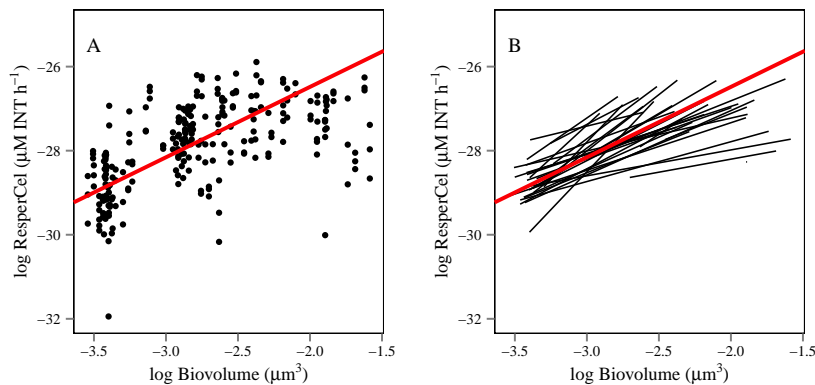 A
log ResperCel (μM INT h⁻¹)
−26
−28
−30
−32
−3.5 −3.0 −2.5 −2.0 −1.5
log Biovolume (μm³)
B
log ResperCel (μM INT h⁻¹)
−26
−28
−30
−32
−3.5 −3.0 −2.5 −2.0 −1.5
log Biovolume (μm³)